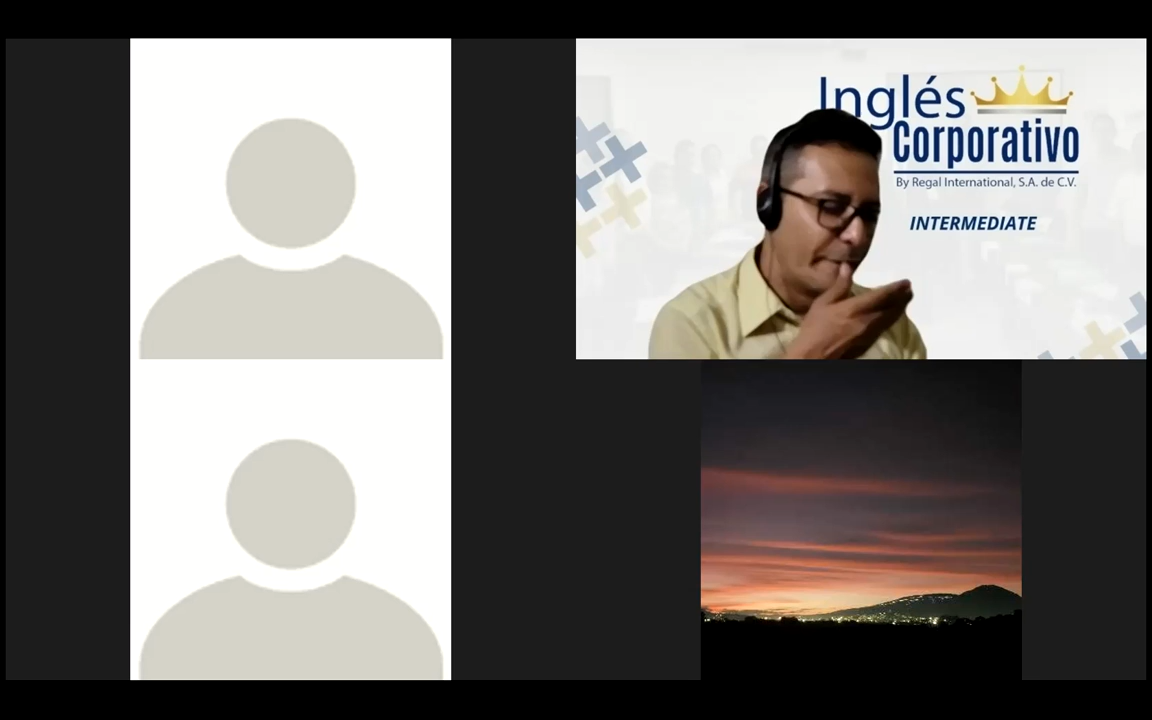 Inglés
Corporativo
By Regal International, S.A. de C.V.
INTERMEDIATE